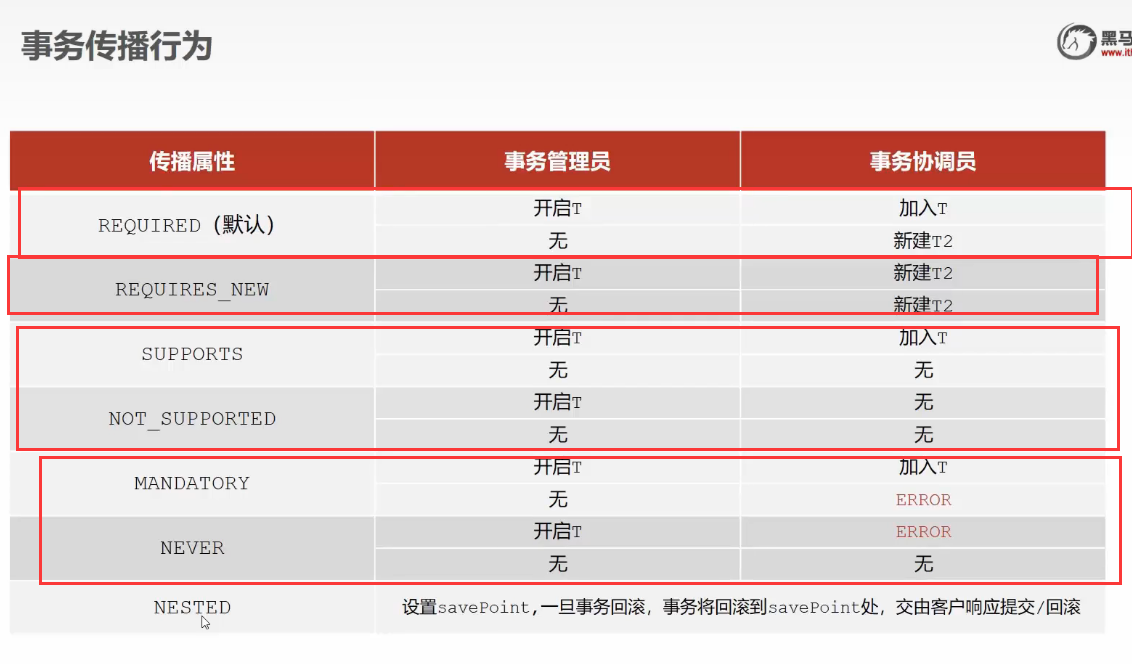 事务传播行为
黑马
www.it
传播属性 事务管理员 事务协调员
REQUIRED（默认） 开启T 加入T
无 新建T2
REQUIRES_NEW 开启T 新建T2
无 新建T2
SUPPORTS 开启T 加入T
无 无
NOT_SUPPORTED 开启T 无
无 无
MANDATORY 开启T 加入T
无 ERROR
NEVER 开启T ERROR
无 无
NESTED 设置savePoint,一旦事务回滚，事务将回滚到savePoint处，交由客户响应提交/回滚